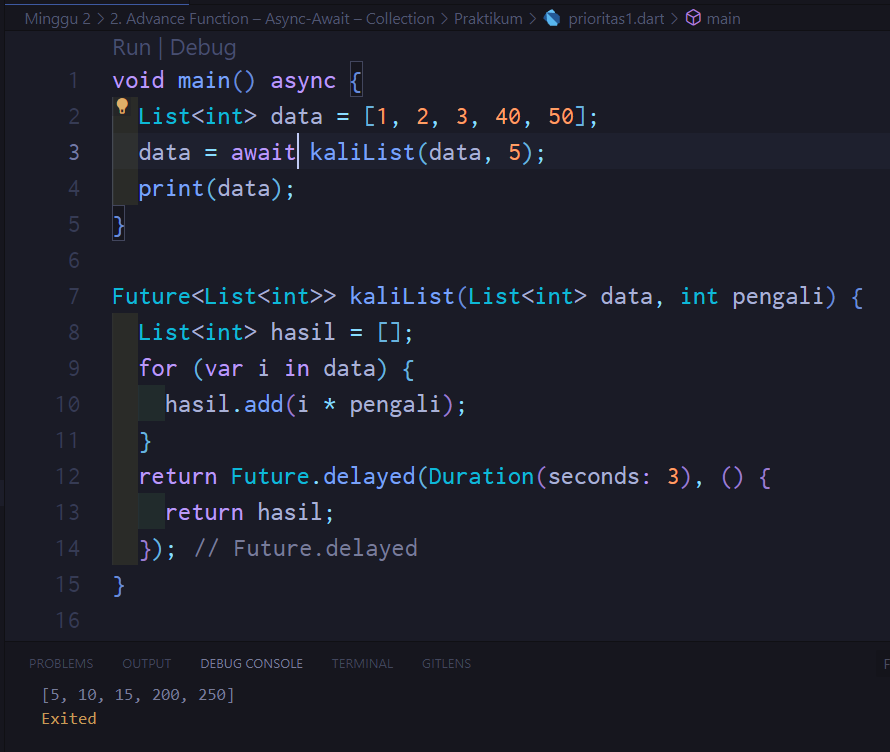 Minggu 2 > 2. Advance Function – Async-Await – Collection > Praktikum > prioritas1.dart > main
Run | Debug
1 void main() async {
2 List<int> data = [1, 2, 3, 40, 50];
3 data = await kaliList(data, 5);
4 print(data);
5 }
6
7 Future<List<int>> kaliList(List<int> data, int pengali) {
8 List<int> hasil = [];
9 for (var i in data) {
10 hasil.add(i * pengali);
11 }
12 return Future.delayed(Duration(seconds: 3), () {
13 return hasil;
14 }); // Future.delayed
15 }
16
PROBLEMS OUTPUT DEBUG CONSOLE TERMINAL GITLENS F
[5, 10, 15, 200, 250]
Exited